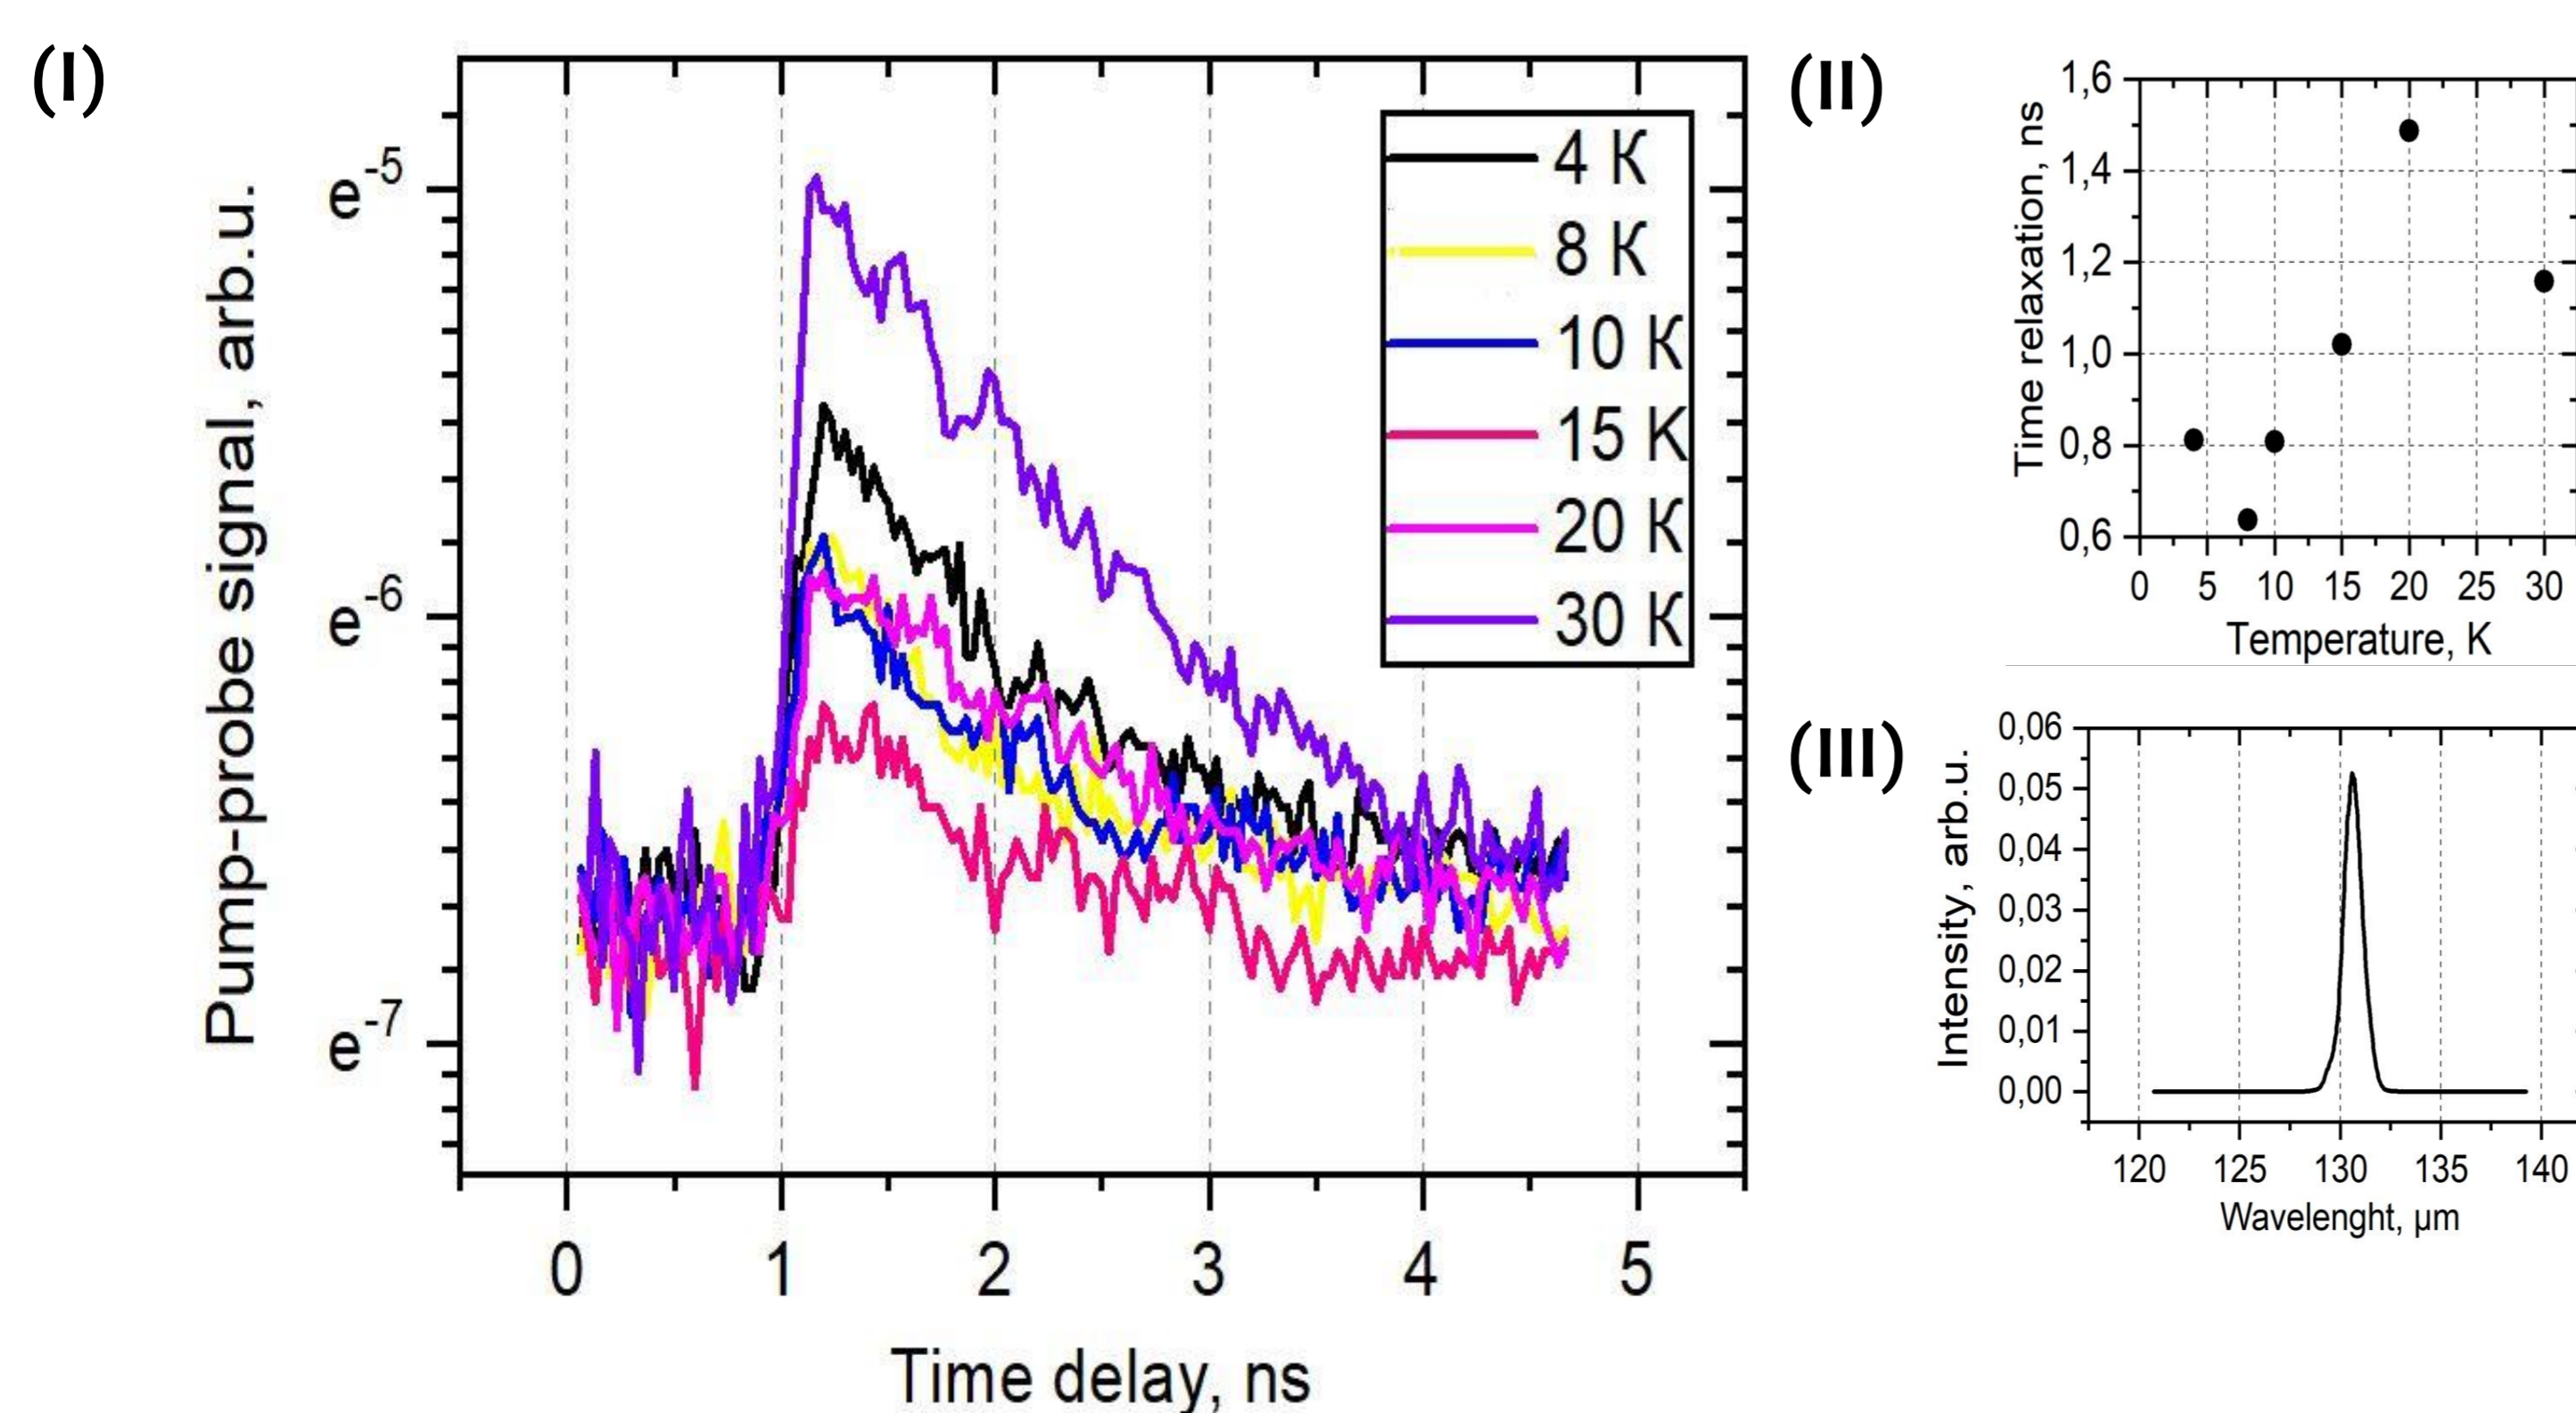 (I)
Pump-probe signal, arb.u.
e-5
e-6
e-7
0 1 2 3 4 5
Time delay, ns
4 K
8 K
10 K
15 K
20 K
30 K
(II)
Time relaxation, ns
1,6
1,4
1,2
1,0
0,8
0,6
0 5 10 15 20 25 30
Temperature, K
(III)
Intensity, arb.u.
0,06
0,05
0,04
0,03
0,02
0,01
0,00
120 125 130 135 140
Wavelenght, µm